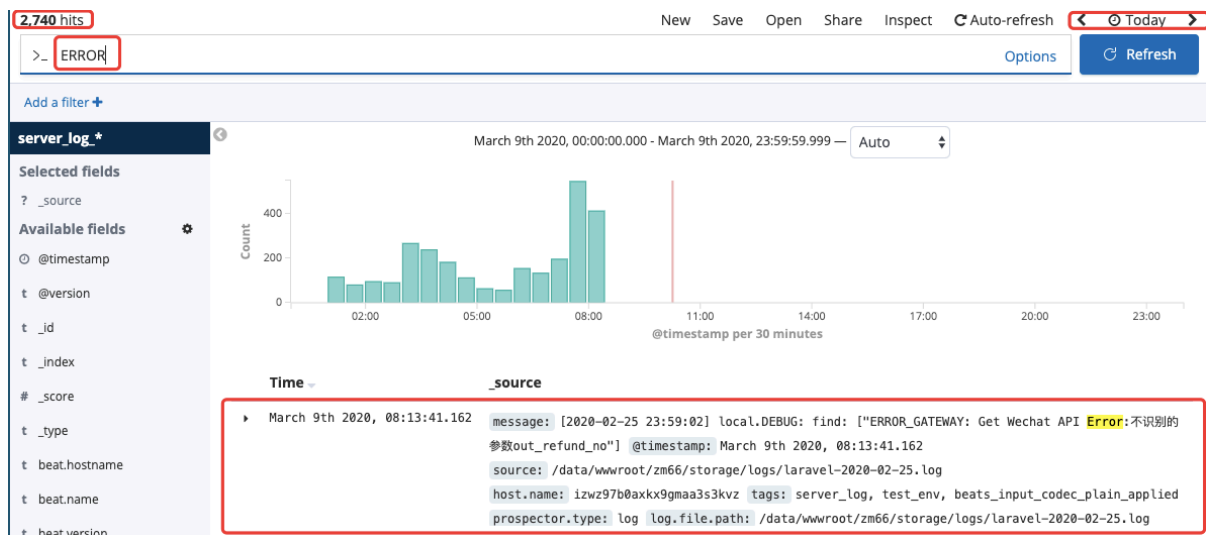 2,740 hits
New Save Open Share Inspect Auto-refresh Today
>_ ERROR
Options
Refresh
Add a filter +
server_log_*
March 9th 2020, 00:00:00.000 - March 9th 2020, 23:59:59.999 — Auto
Selected fields
? _source
Available fields
@timestamp
t @version
t _id
t _index
# _score
t _type
t beat.hostname
t beat.name
t beat.version
Count
400
200
0
02:00 05:00 08:00 11:00 14:00 17:00 20:00 23:00
@timestamp per 30 minutes
Time _source
March 9th 2020, 08:13:41.162
message: [2020-02-25 23:59:02] local.DEBUG: find: ["ERROR_GATEWAY: Get Wechat API Error:不识别的
参数out_refund_no"] @timestamp: March 9th 2020, 08:13:41.162
source: /data/wwwroot/zm66/storage/logs/laravel-2020-02-25.log
host.name: izwz97b0axkx9gmaa3s3kvz tags: server_log, test_env, beats_input_codec_plain_applied
prospector.type: log log.file.path: /data/wwwroot/zm66/storage/logs/laravel-2020-02-25.log